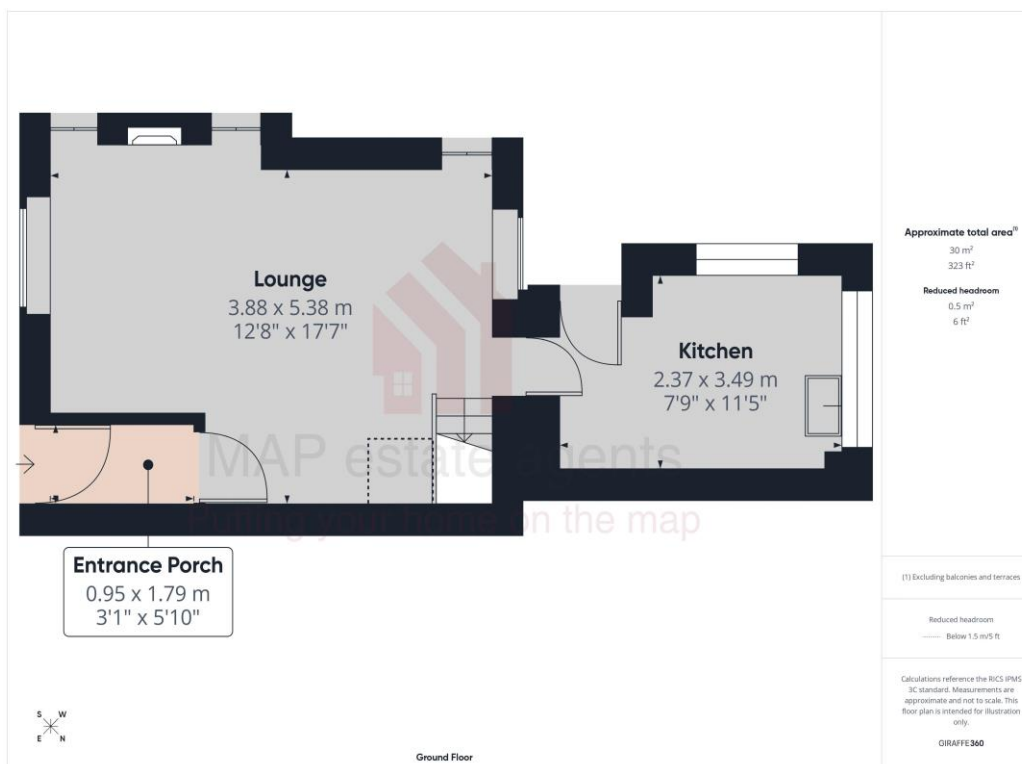 Lounge
3.88 x 5.38 m
12'8" x 17'7"
Kitchen
2.37 x 3.49 m
7'9" x 11'5"
MAP estate agents
Putting your home on the map
Entrance Porch
0.95 x 1.79 m
3'1" x 5'10"
S W
E N
Ground Floor
Approximate total area(1)
30 m²
323 ft²
Reduced headroom
0.5 m²
6 ft²
(1) Excluding balconies and terraces
Reduced headroom
Below 1.5 m/5 ft
Calculations reference the RICS IPMS
3C standard. Measurements are
approximate and not to scale. This
floor plan is intended for illustration
only.
GIRAFFE360